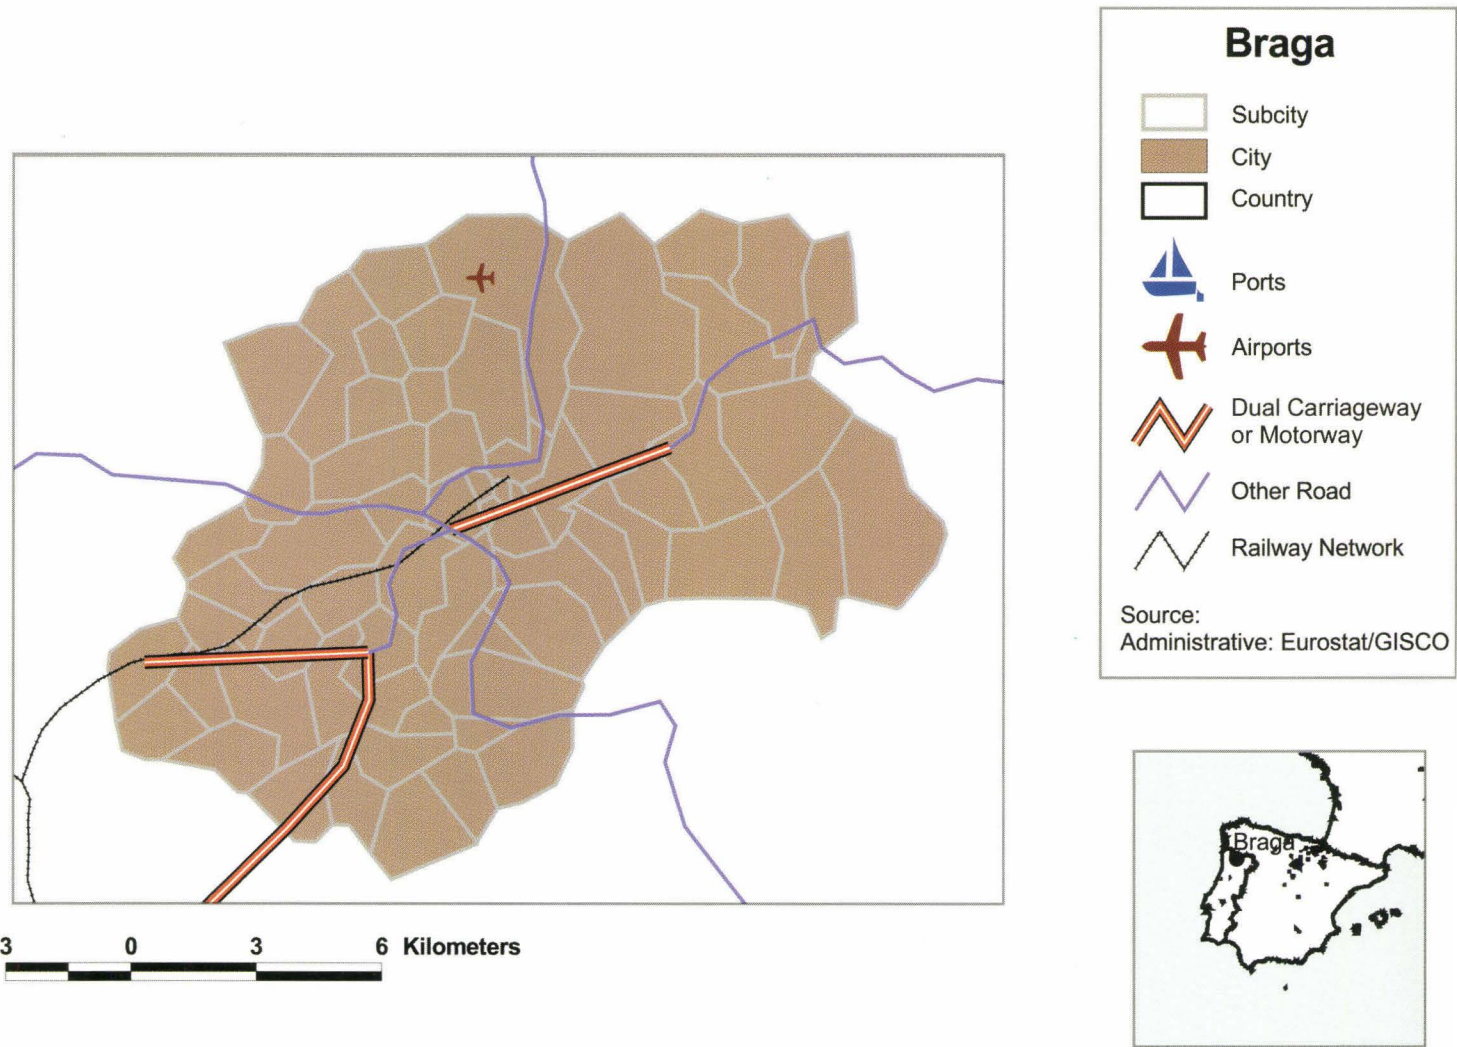 Braga
Subcity
City
Country
Ports
Airports
Dual Carriageway
or Motorway
Other Road
Railway Network
Source:
Administrative: Eurostat/GISCO
Braga
3 0 3 6 Kilometers